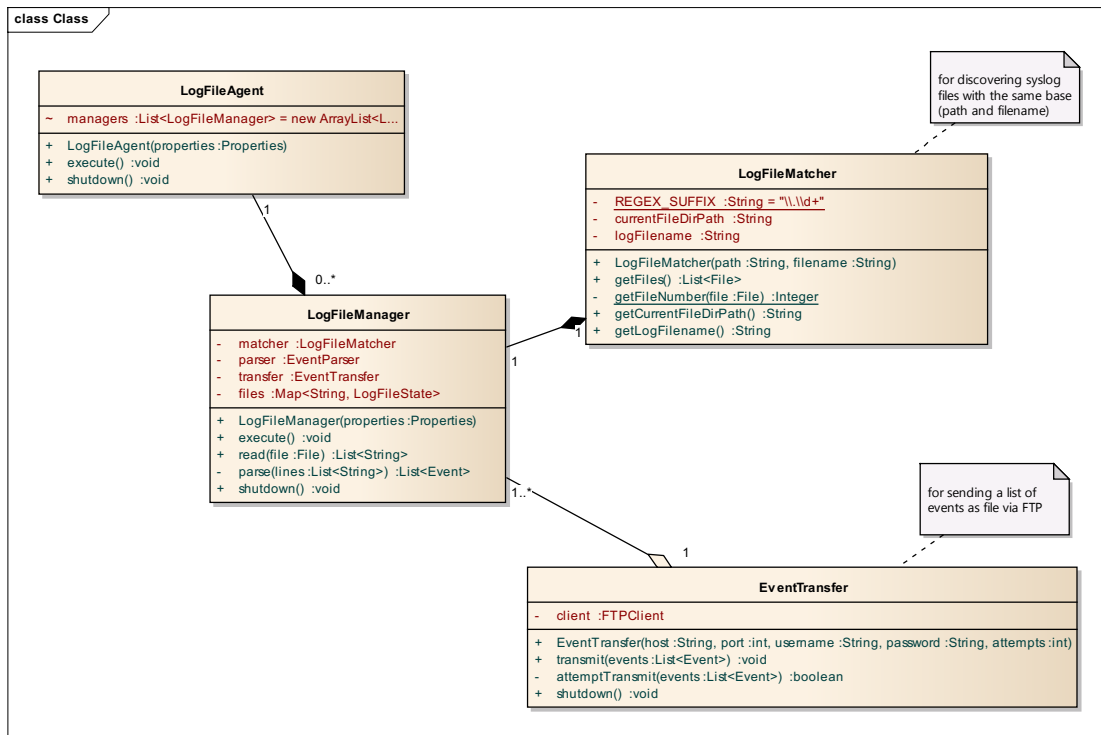 class Class
LogFileAgent
~ managers :List<LogFileManager> = new ArrayList<L...
+ LogFileAgent(properties :Properties)
+ execute() :void
+ shutdown() :void
for discovering syslog
files with the same base
(path and filename)
LogFileMatcher
- REGEX_SUFFIX :String = "\\.\\d+"
- currentFileDirPath :String
- logFilename :String
+ LogFileMatcher(path :String, filename :String)
+ getFiles() :List<File>
- getFileNumber(file :File) :Integer
+ getCurrentFileDirPath() :String
+ getLogFilename() :String
1
0..*
LogFileManager
- matcher :LogFileMatcher
- parser :EventParser
- transfer :EventTransfer
- files :Map<String, LogFileState>
+ LogFileManager(properties :Properties)
+ execute() :void
+ read(file :File) :List<String>
- parse(lines :List<String>) :List<Event>
+ shutdown() :void
1
1
1..*
1
for sending a list of
events as file via FTP
EventTransfer
- client :FTPClient
+ EventTransfer(host :String, port :int, username :String, password :String, attempts :int)
+ transmit(events :List<Event>) :void
- attemptTransmit(events :List<Event>) :boolean
+ shutdown() :void